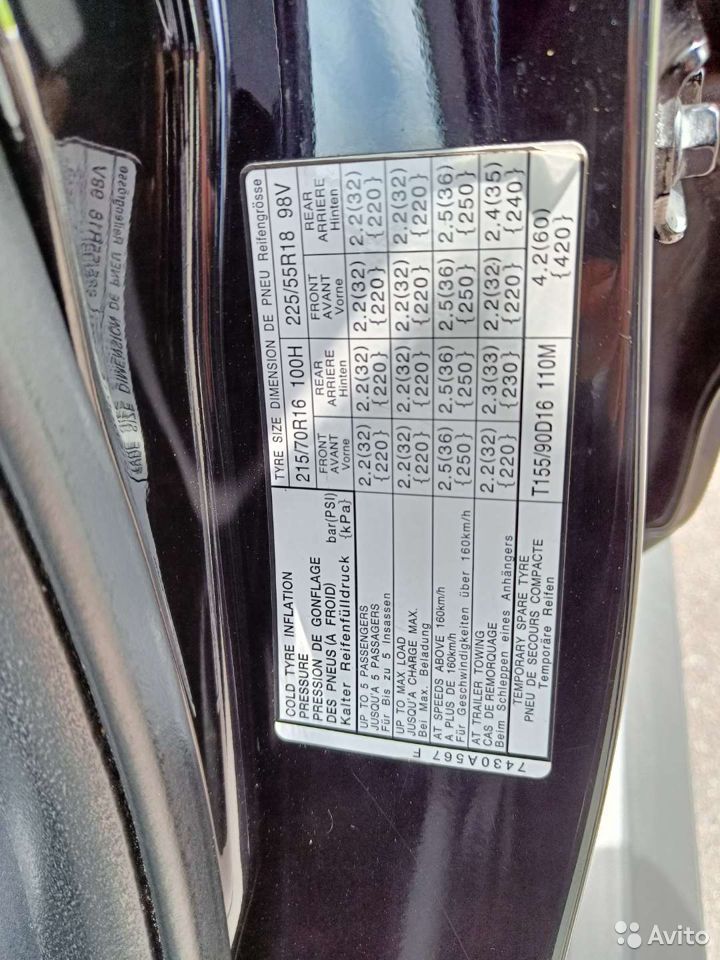 COLD TYRE INFLATION
PRESSURE
PRESSION DE GONFLAGE
DES PNEUS(A FROID) bar(PSI)
Kalter Reifenfülldruck {kPa}
TYRE SIZE DIMENSION DE PNEU Reifengrösse
215/70R16 100H 225/55R18 98V
FRONT AVANT Vorne REAR ARRIERE Hinten FRONT AVANT Vorne REAR ARRIERE Hinten
UP TO 5 PASSENGERS
JUSQU'A 5 PASSAGERS
Für Bis zu 5 Insassen
2.2(32) 2.2(32) 2.2(32) 2.2(32)
{220} {220} {220} {220}
UP TO MAX. LOAD
JUSQU'A CHARGE MAX.
Bei Max. Beladung
2.2(32) 2.2(32) 2.2(32) 2.2(32)
{220} {220} {220} {220}
AT SPEEDS ABOVE 160km/h
A PLUS DE 160km/h
Für Geschwindigkeiten über 160km/h
2.5(36) 2.5(36) 2.5(36) 2.5(36)
{250} {250} {250} {250}
AT TRAILER TOWING
CAS DE REMORQUAGE
Beim Schleppen eines Anhängers
2.2(32) 2.3(33) 2.2(32) 2.4(35)
{220} {230} {220} {240}
TEMPORARY SPARE TYRE
PNEU DE SECOURS COMPACTE
Temporäre Reifen
T155/90D16 110M 4.2(60)
{420}
7430A567 F
Avito